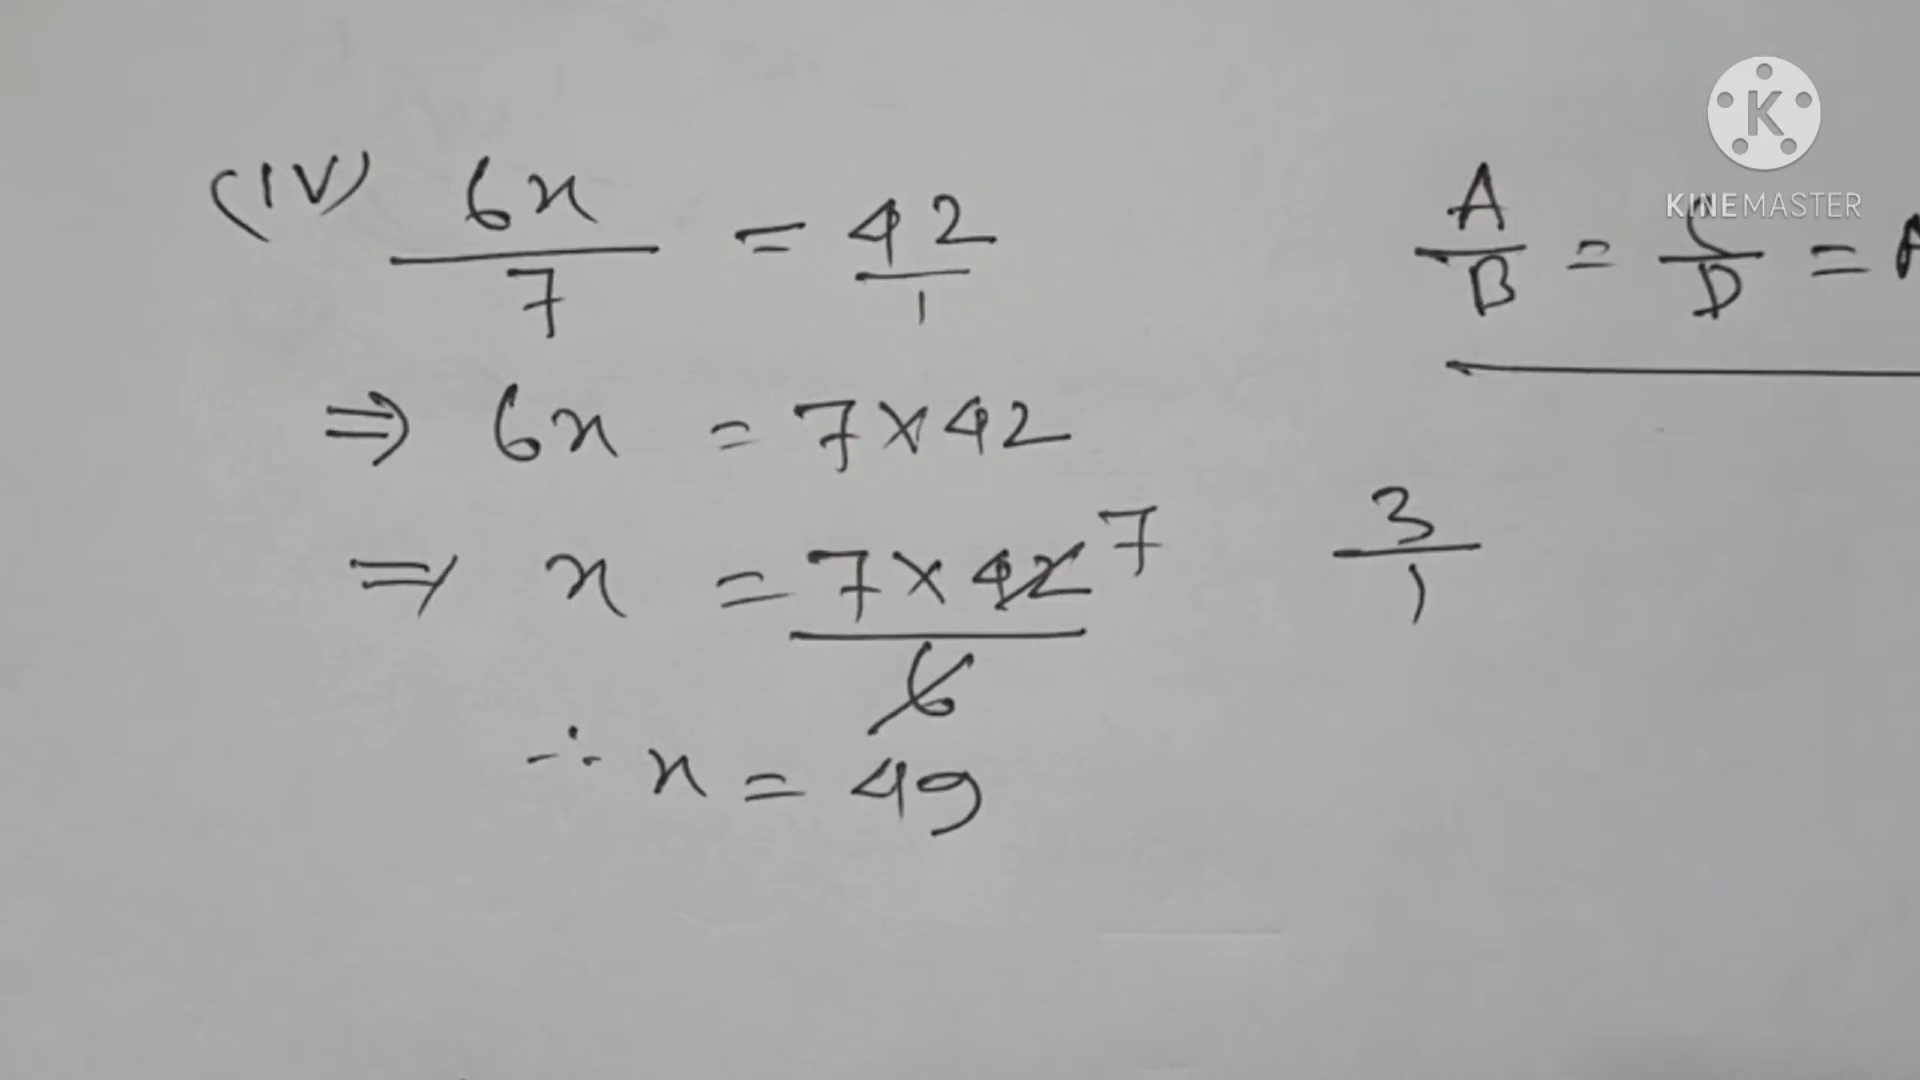 (IV) 6x/7 = 42/1
⇒ 6x = 7×42
⇒ x = 7×42/6 7
∴ x = 49
A/B = C/D = A
3/1
K
KINEMASTER